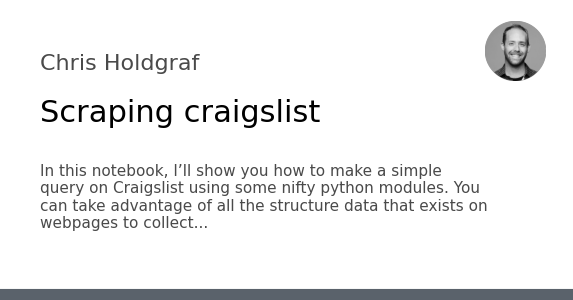 Chris Holdgraf
Scraping craigslist
In this notebook, I’ll show you how to make a simple
query on Craigslist using some nifty python modules. You
can take advantage of all the structure data that exists on
webpages to collect...